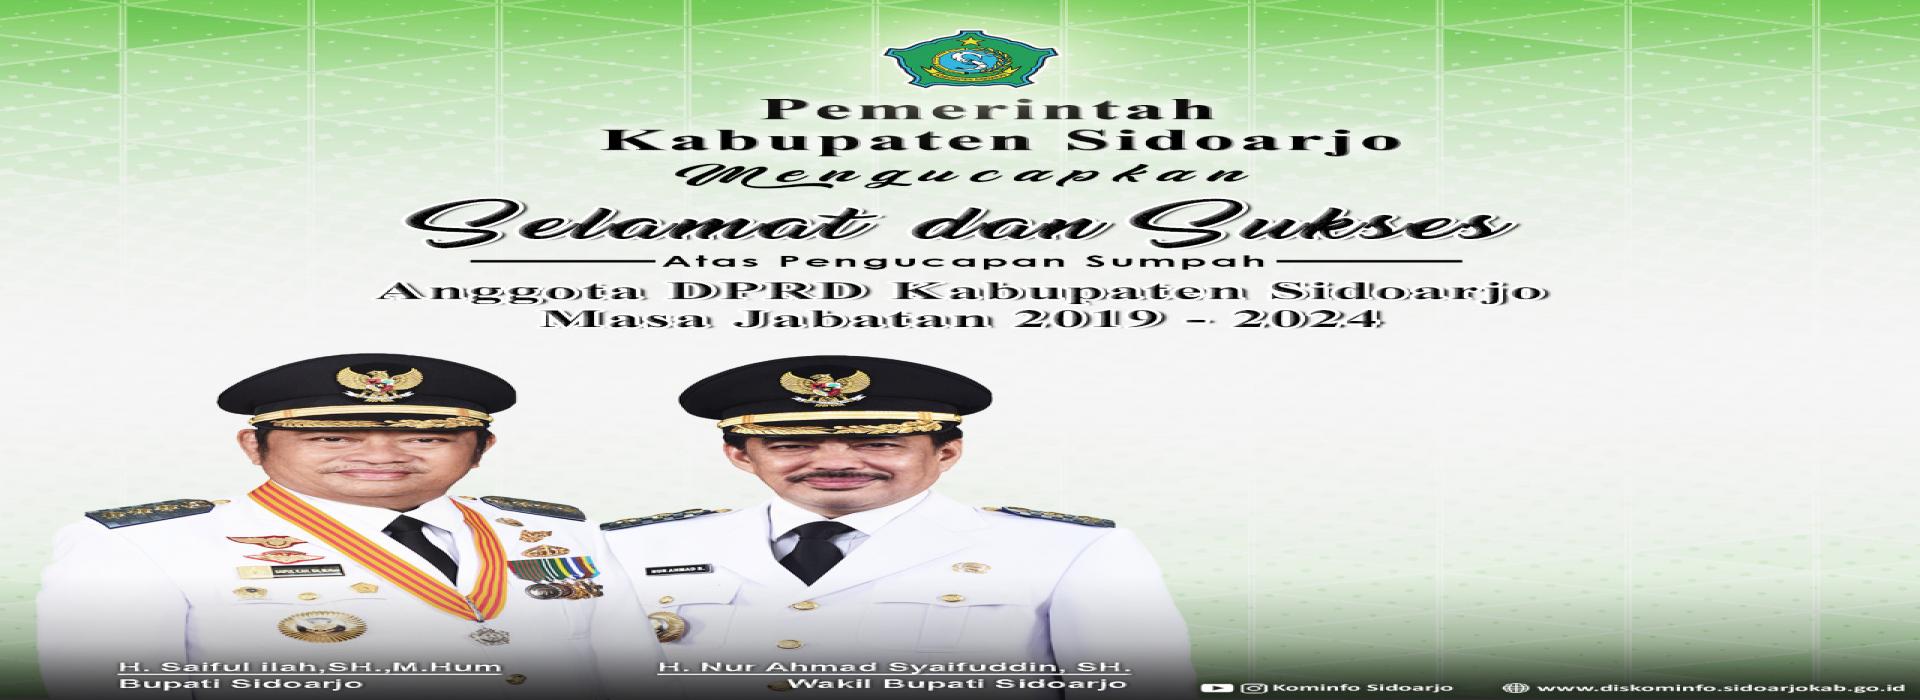 Pemerintah
Kabupaten Sidoarjo
Mengucapkan
Selamat dan Sukses
Atas Pengucapan Sumpah
Anggota DPRD Kabupaten Sidoarjo
Masa Jabatan 2019 - 2024
H. Saiful ilah,SH.,M.Hum
Bupati Sidoarjo
H. Nur Ahmad Syaifuddin, SH.
Wakil Bupati Sidoarjo
Kominfo Sidoarjo
www.diskominfo.sidoarjokab.go.id